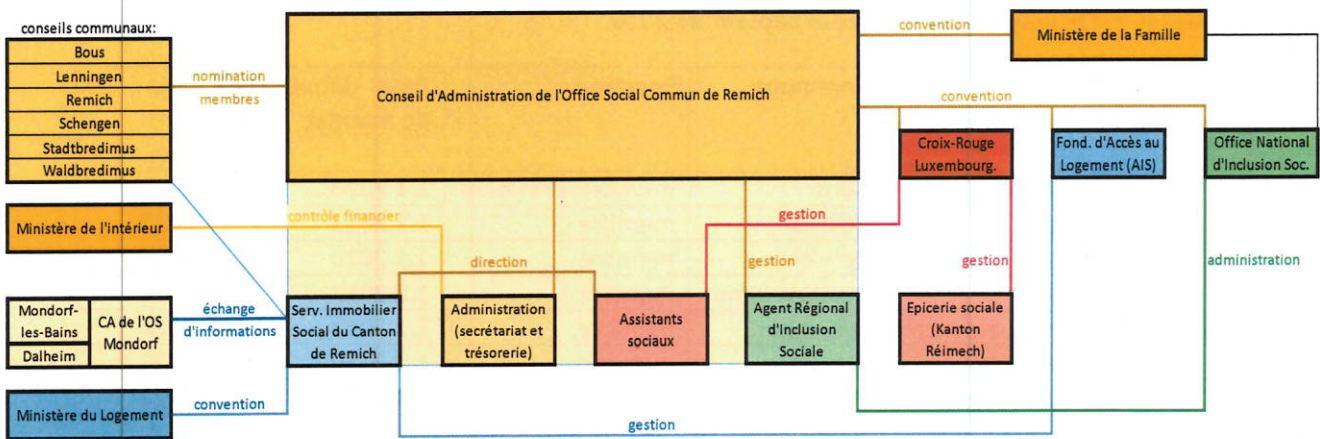 conseils communaux:
Bous
Lenningen
Remich
Schengen
Stadtbredimus
Waldbredimus
nomination
membres
Conseil d'Administration de l'Office Social Commun de Remich
convention
Ministère de la Famille
convention
Croix-Rouge
Luxembourg.
Fond. d'Accès au
Logement (AIS)
Office National
d'Inclusion Soc.
Ministère de l'intérieur
contrôle financier
gestion
direction
gestion
gestion
administration
Mondorf-
les-Bains
Dalheim
CA de l'OS
Mondorf
échange
d'informations
Serv. Immobilier
Social du Canton
de Remich
Administration
(secrétariat et
trésorerie)
Assistants
sociaux
Agent Régional
d'Inclusion
Sociale
Epicerie sociale
(Kanton
Réimech)
Ministère du Logement
convention
gestion